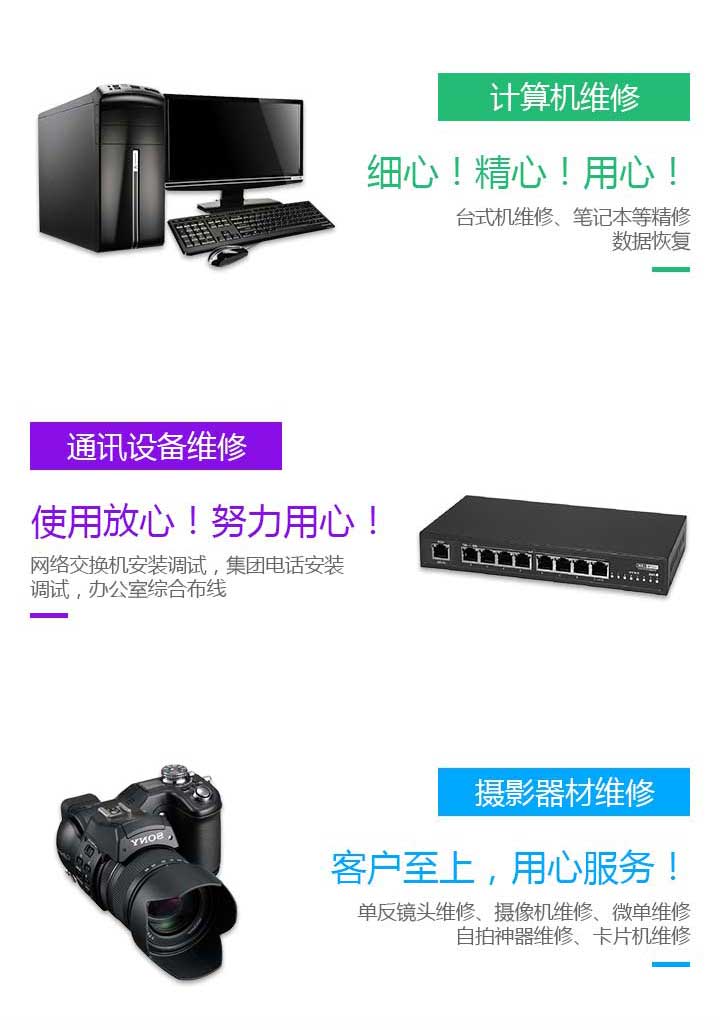 计算机维修
细心！精心！用心！
台式机维修、笔记本等精修
数据恢复
通讯设备维修
使用放心！努力用心！
网络交换机安装调试，集团电话安装
调试，办公室综合布线
摄影器材维修
SONY
客户至上，用心服务！
单反镜头维修、摄像机维修、微单维修
自拍神器维修、卡片机维修